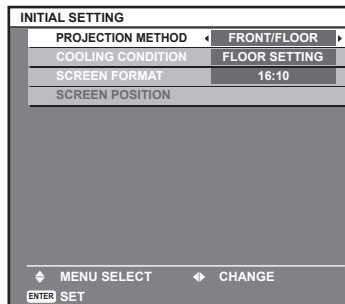 INITIAL SETTING
PROJECTION METHOD FRONT/FLOOR
COOLING CONDITION FLOOR SETTING
SCREEN FORMAT 16:10
SCREEN POSITION
MENU SELECT CHANGE
ENTER SET